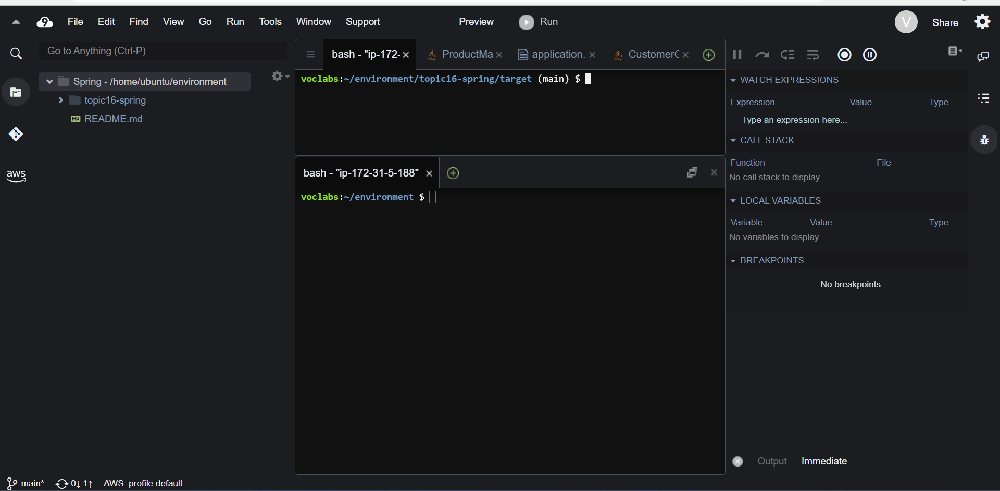 9 File Edit Find View Go Run Tools Window Support Preview Run V Share
Go to Anything (Ctrl-P)
Spring - /home/ubuntu/environment
topic16-spring
M↓ README.md
aws
bash - "ip-172- ProductMa application. CustomerC
voclabs:~/environment/topic16-spring/target (main) $
bash - "ip-172-31-5-188"
voclabs:~/environment $
WATCH EXPRESSIONS
Expression Value Type
Type an expression here...
CALL STACK
Function File
No call stack to display
LOCAL VARIABLES
Variable Value Type
No variables to display
BREAKPOINTS
No breakpoints
Output Immediate
main* 0↓ 1↑ AWS: profile:default